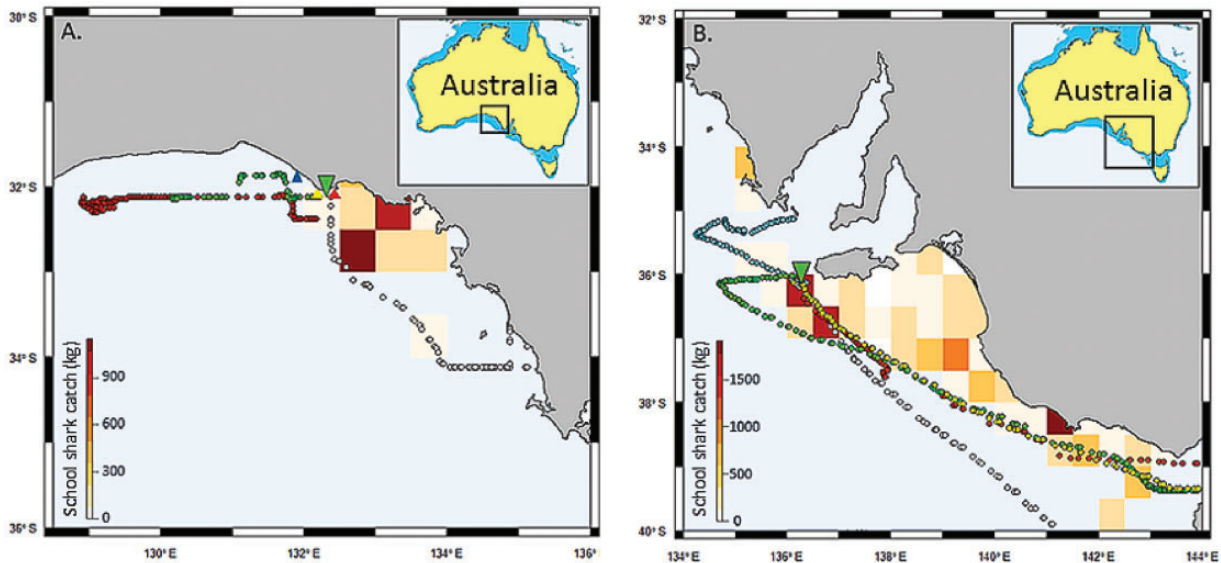 A.
Australia
30° S
32° S
34° S
36° S
School shark catch (kg)
900
600
300
0
130° E
132° E
134° E
136°
B.
Australia
32° S
34° S
36° S
38° S
40° S
School shark catch (kg)
1500
1000
500
0
134° E
136° E
138° E
140° E
142° E
144° E